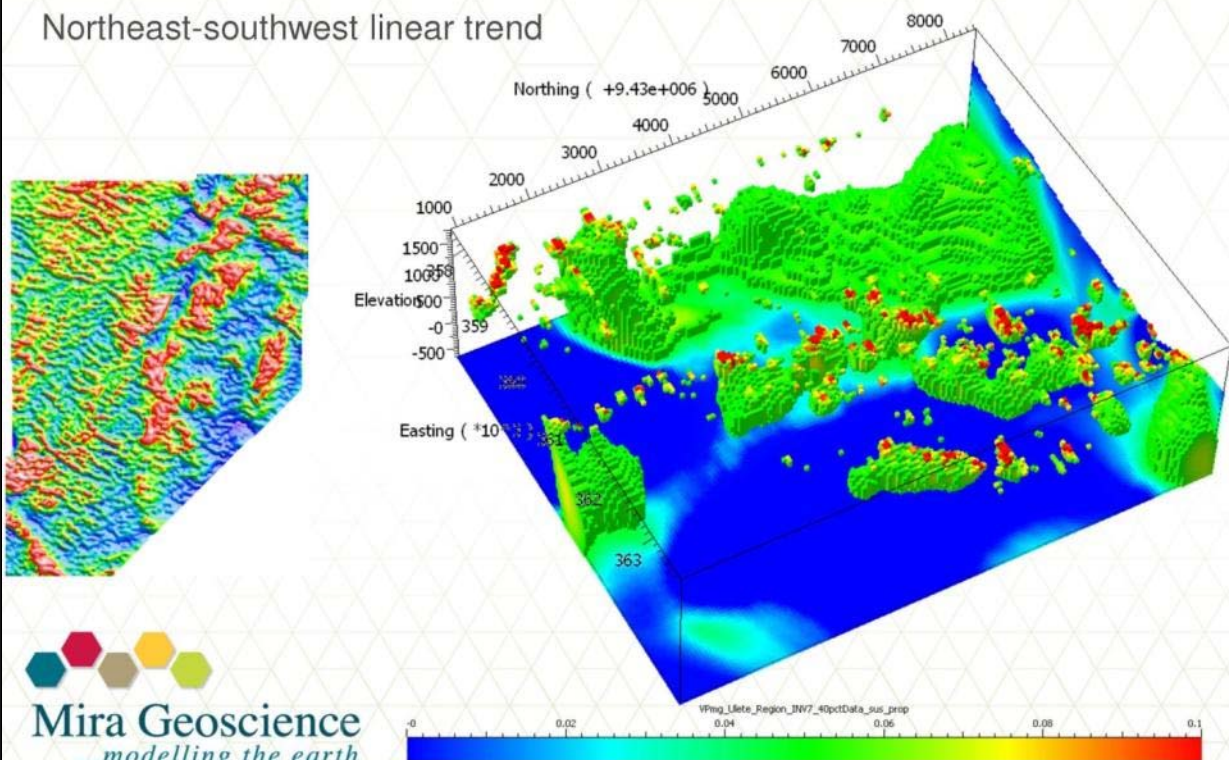 Northeast-southwest linear trend
8000
7000
6000
Northing ( +9.43e+006 )
5000
4000
3000
2000
1000
1500
1000
358
Elevation
500
-0
359
-500
Easting ( *10
361
362
363
VPmg_Ulete_Region_INV7_40pctData_sus_prop
-0 0.02 0.04 0.06 0.08 0.1
Mira Geoscience
modelling the earth